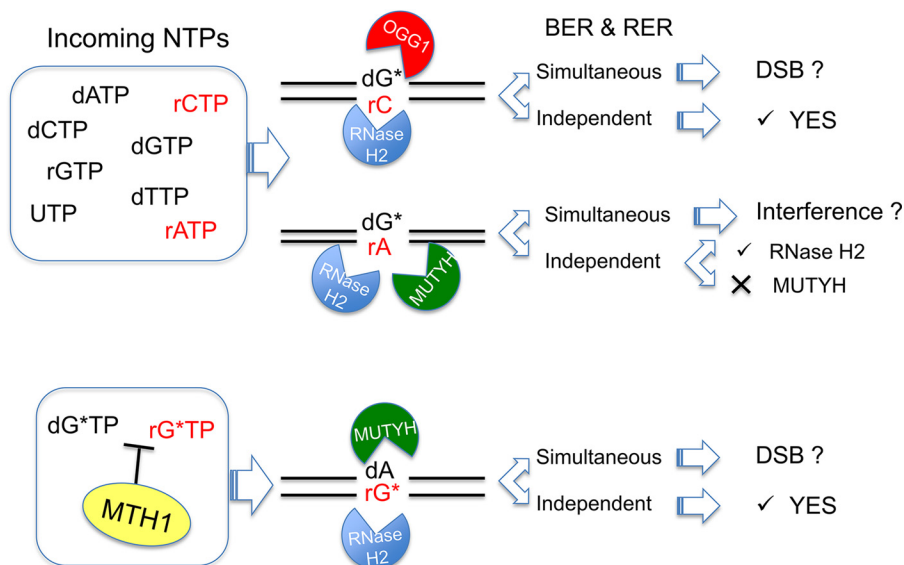 Incoming NTPs
BER & RER
dATP
rCTP
dCTP
dGTP
rGTP
dTTP
UTP
rATP
OGG1
dG*
rC
RNase
H2
Simultaneous
DSB ?
Independent
✓ YES
dG*
rA
RNase
H2
MUTYH
Simultaneous
Interference ?
Independent
✓ RNase H2
✕ MUTYH
dG*TP
rG*TP
MTH1
MUTYH
dA
rG*
RNase
H2
Simultaneous
DSB ?
Independent
✓ YES